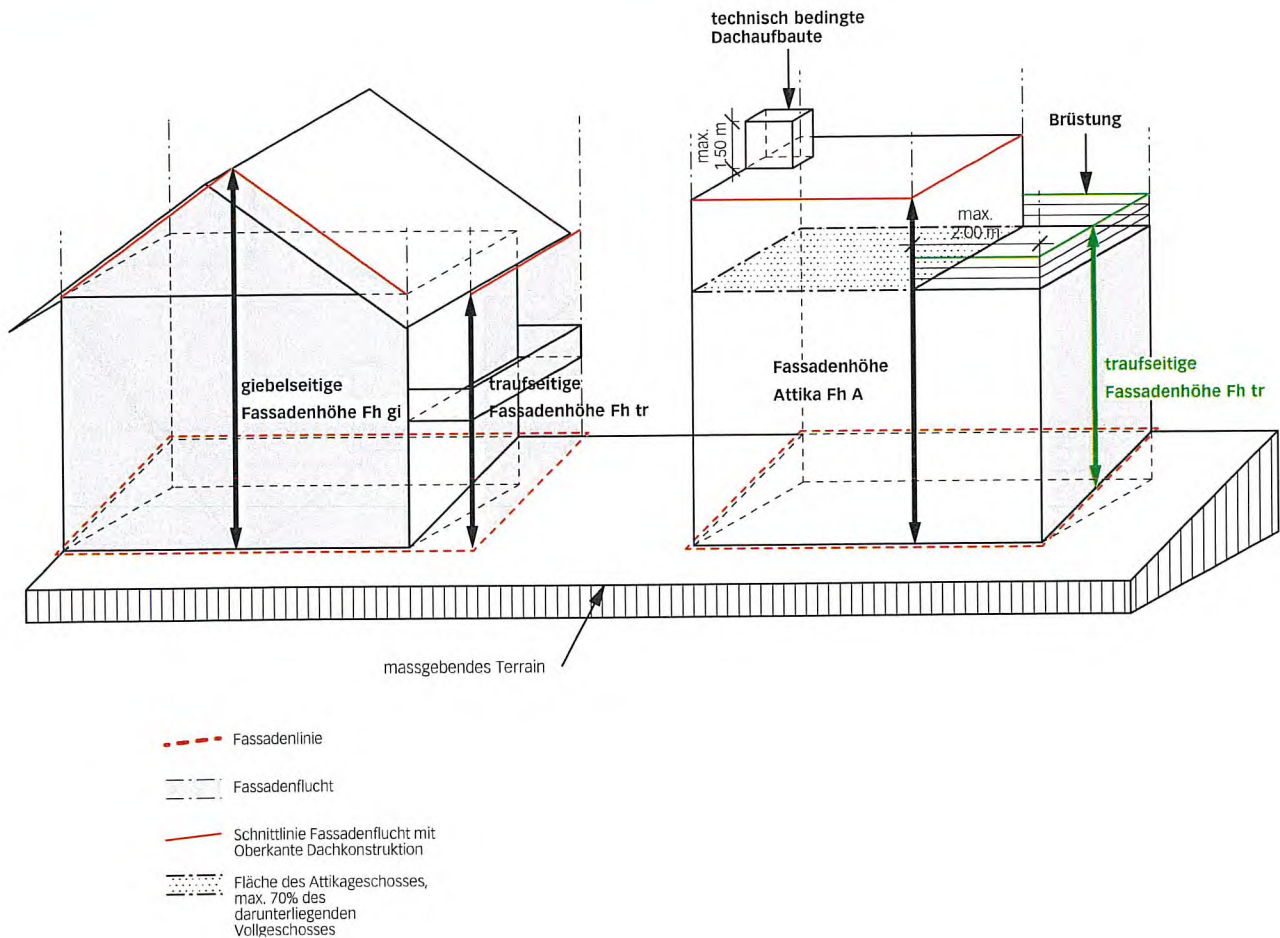 technisch bedingte
Dachaufbaute
max.
1.50 m
Brüstung
max.
2.00 m
giebelseitige
Fassadenhöhe Fh gi
traufseitige
Fassadenhöhe Fh tr
Fassadenhöhe
Attika Fh A
traufseitige
Fassadenhöhe Fh tr
massgebendes Terrain
Fassadenlinie
Fassadenflucht
Schnittlinie Fassadenflucht mit
Oberkante Dachkonstruktion
Fläche des Attikageschosses,
max. 70% des
darunterliegenden
Vollgeschosses